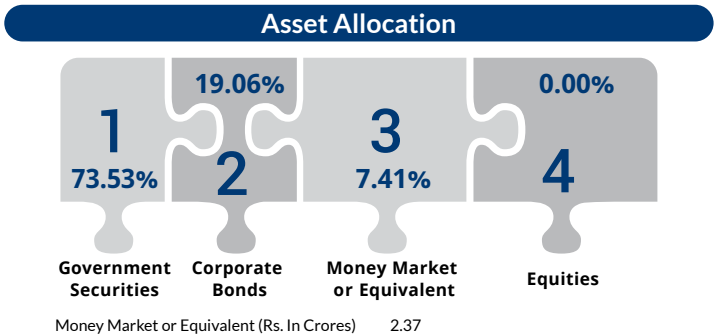 Asset Allocation
1
73.53%
Government
Securities
19.06%
2
Corporate
Bonds
3
7.41%
Money Market
or Equivalent
0.00%
4
Equities
Money Market or Equivalent (Rs. In Crores) 2.37